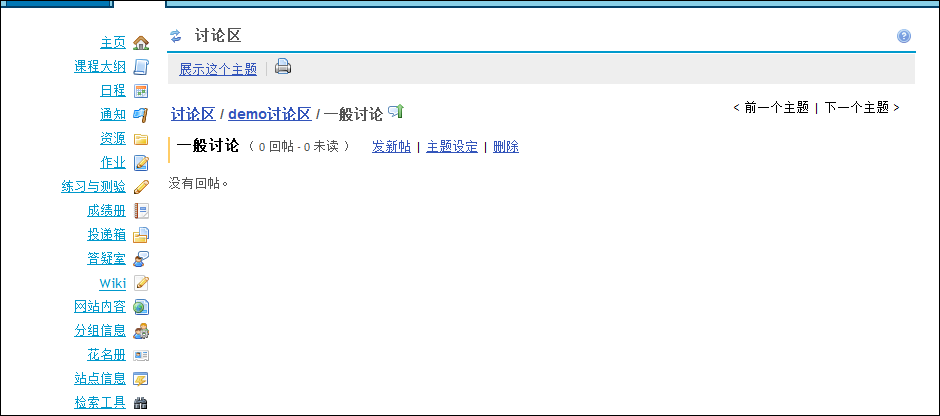 主页
课程大纲
日程
通知
资源
作业
练习与测验
成绩册
投递箱
答疑室
Wiki
网站内容
分组信息
花名册
站点信息
检索工具
讨论区
展示这个主题
讨论区 / demo讨论区 / 一般讨论
< 前一个主题 | 下一个主题 >
一般讨论 （ 0 回帖 - 0 未读 ） 发新帖 | 主题设定 | 删除
没有回帖。